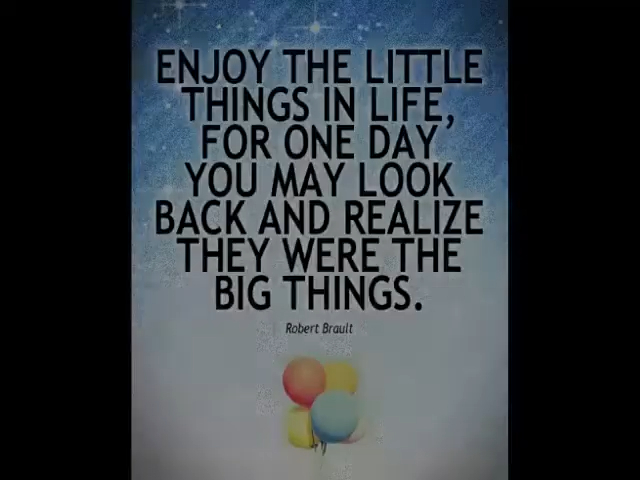 ENJOY THE LITTLE
THINGS IN LIFE,
FOR ONE DAY
YOU MAY LOOK
BACK AND REALIZE
THEY WERE THE
BIG THINGS.
Robert Brault